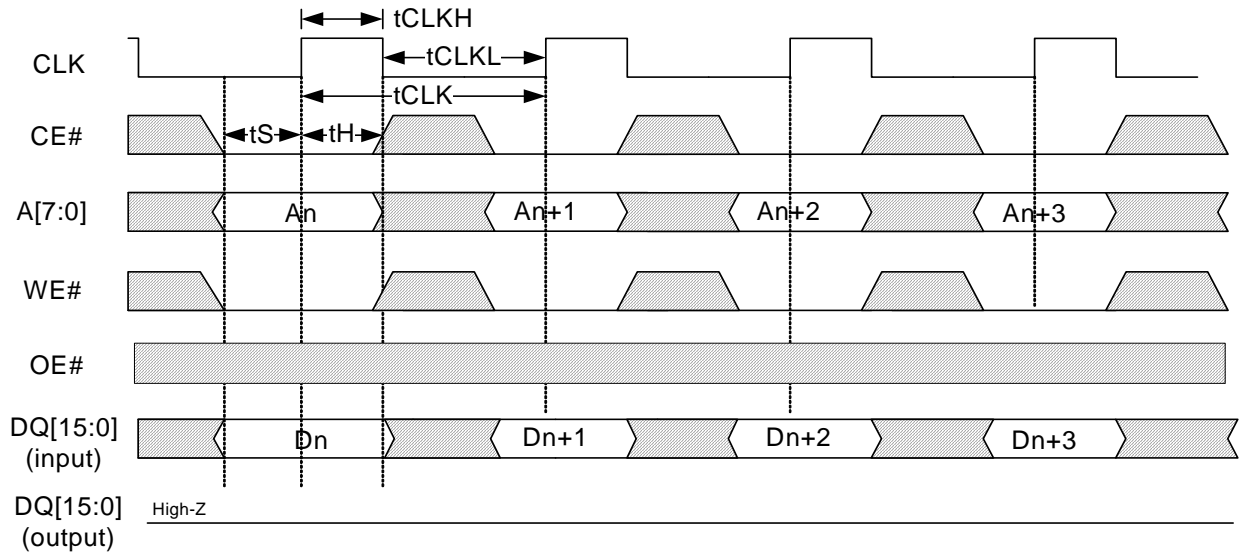 tCLKH
CLK
tCLKL
tCLK
CE#
tS
tH
A[7:0]
An
An+1
An+2
An+3
WE#
OE#
DQ[15:0]
(input)
Dn
Dn+1
Dn+2
Dn+3
DQ[15:0]
(output)
High-Z